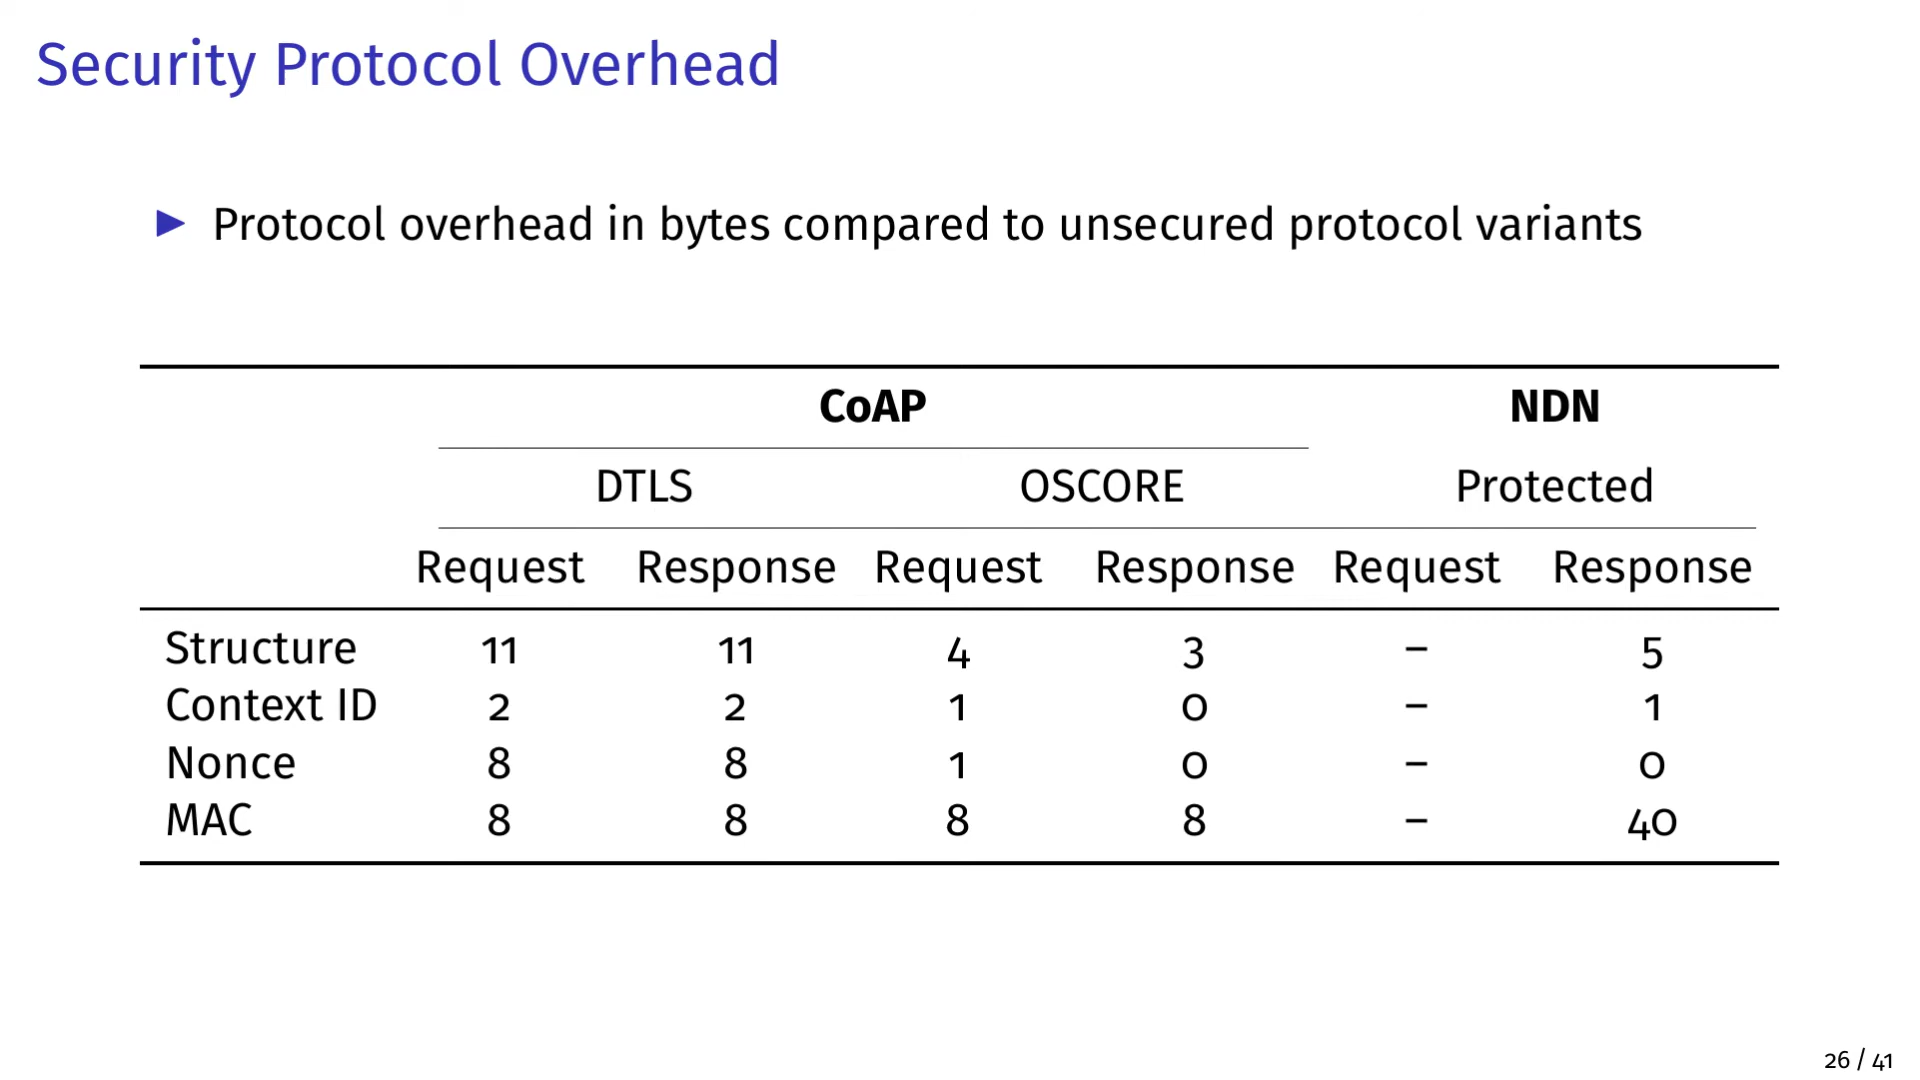 Security Protocol Overhead
▶ Protocol overhead in bytes compared to unsecured protocol variants
CoAP NDN
DTLS OSCORE Protected
Request Response Request Response Request Response
Structure 11 11 4 3 – 5
Context ID 2 2 1 0 – 1
Nonce 8 8 1 0 – 0
MAC 8 8 8 8 – 40
26 / 41